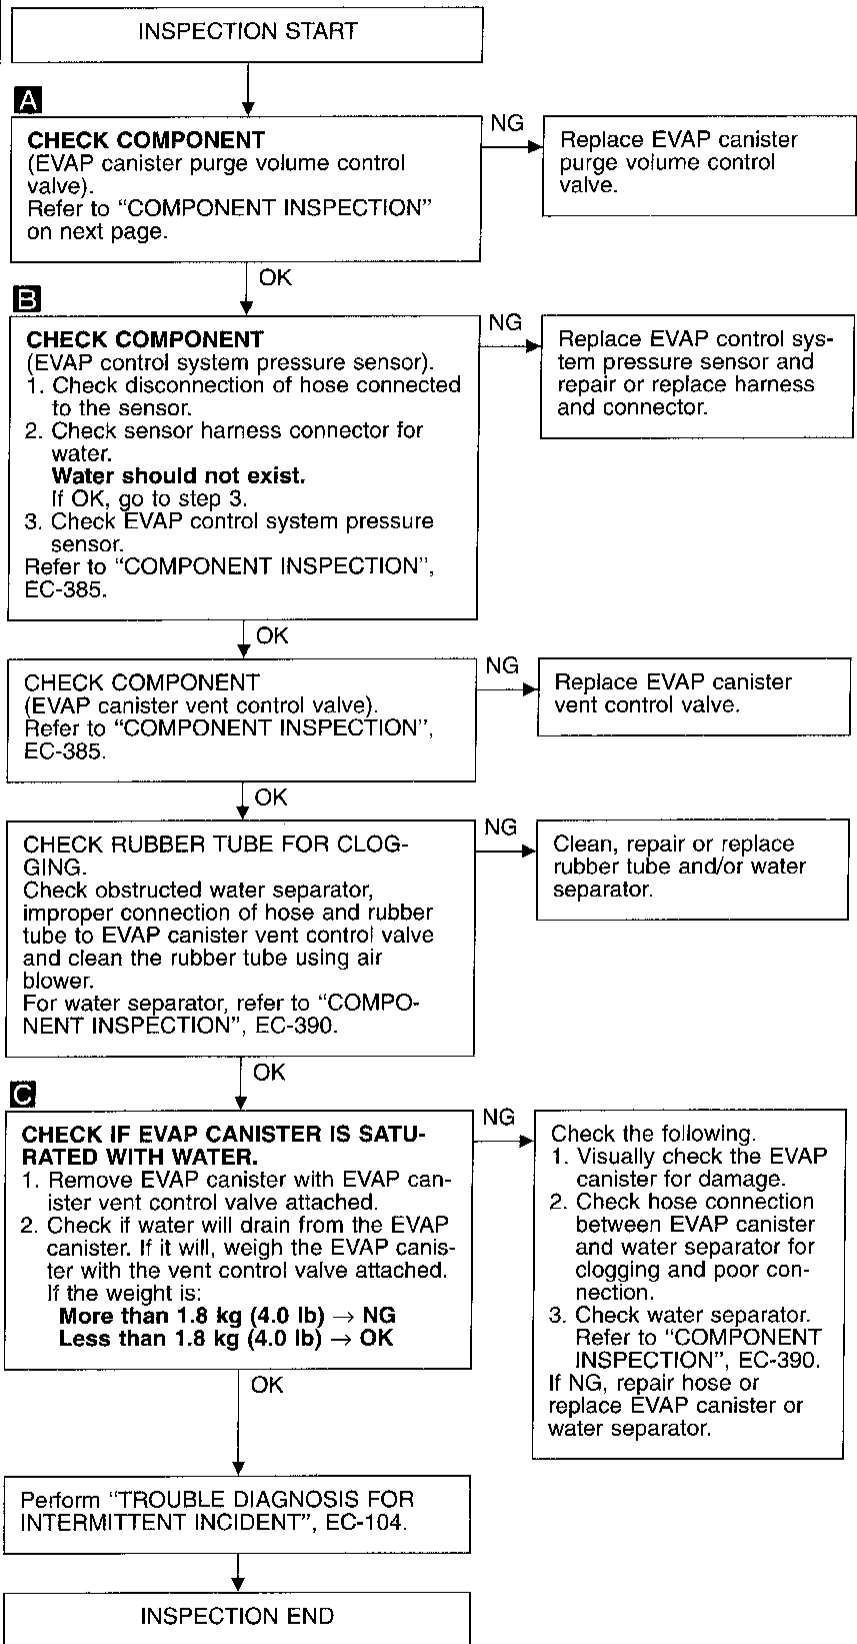 INSPECTION START
A
CHECK COMPONENT
(EVAP canister purge volume control
valve).
Refer to “COMPONENT INSPECTION”
on next page.
NG
Replace EVAP canister
purge volume control
valve.
OK
B
CHECK COMPONENT
(EVAP control system pressure sensor).
1. Check disconnection of hose connected
to the sensor.
2. Check sensor harness connector for
water.
Water should not exist.
If OK, go to step 3.
3. Check EVAP control system pressure
sensor.
Refer to “COMPONENT INSPECTION”,
EC-385.
NG
Replace EVAP control sys-
tem pressure sensor and
repair or replace harness
and connector.
OK
CHECK COMPONENT
(EVAP canister vent control valve).
Refer to “COMPONENT INSPECTION”,
EC-385.
NG
Replace EVAP canister
vent control valve.
OK
CHECK RUBBER TUBE FOR CLOG-
GING.
Check obstructed water separator,
improper connection of hose and rubber
tube to EVAP canister vent control valve
and clean the rubber tube using air
blower.
For water separator, refer to “COMPO-
NENT INSPECTION”, EC-390.
NG
Clean, repair or replace
rubber tube and/or water
separator.
OK
C
CHECK IF EVAP CANISTER IS SATU-
RATED WITH WATER.
1. Remove EVAP canister with EVAP can-
ister vent control valve attached.
2. Check if water will drain from the EVAP
canister. If it will, weigh the EVAP canis-
ter with the vent control valve attached.
If the weight is:
More than 1.8 kg (4.0 lb) → NG
Less than 1.8 kg (4.0 lb) → OK
NG
Check the following.
1. Visually check the EVAP
canister for damage.
2. Check hose connection
between EVAP canister
and water separator for
clogging and poor con-
nection.
3. Check water separator.
Refer to “COMPONENT
INSPECTION”, EC-390.
If NG, repair hose or
replace EVAP canister or
water separator.
OK
Perform “TROUBLE DIAGNOSIS FOR
INTERMITTENT INCIDENT”, EC-104.
INSPECTION END